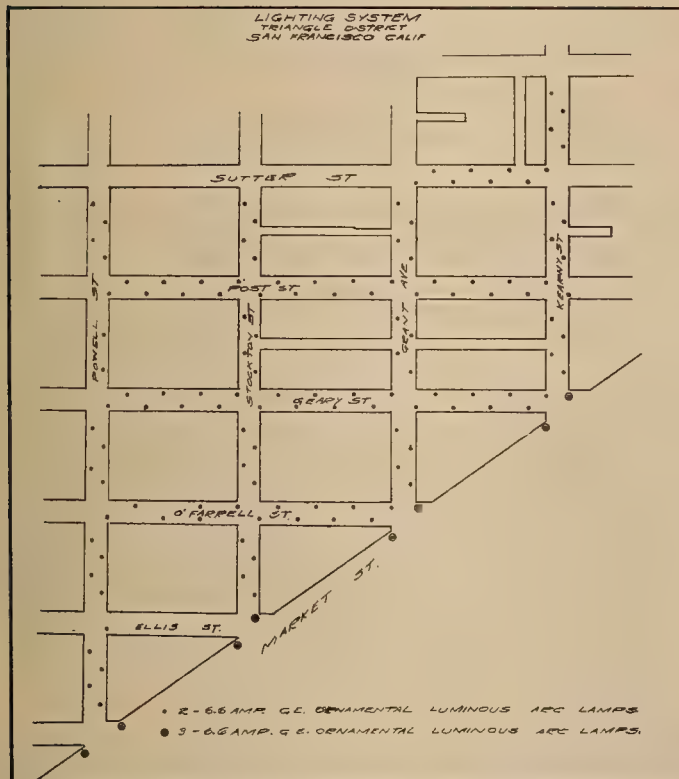 LIGHTING SYSTEM
TRIANGLE DISTRICT
SAN FRANCISCO CALIF
SUTTER ST
POST ST.
POWELL ST
STOCKTON ST
GRANT AVE
KEARNY ST
GEARY ST.
O'FARRELL ST.
MARKET ST.
ELLIS ST.
2-6.6 AMP. G.E. ORNAMENTAL LUMINOUS ARC LAMPS
3-6.6 AMP. G.E. ORNAMENTAL LUMINOUS ARC LAMPS.